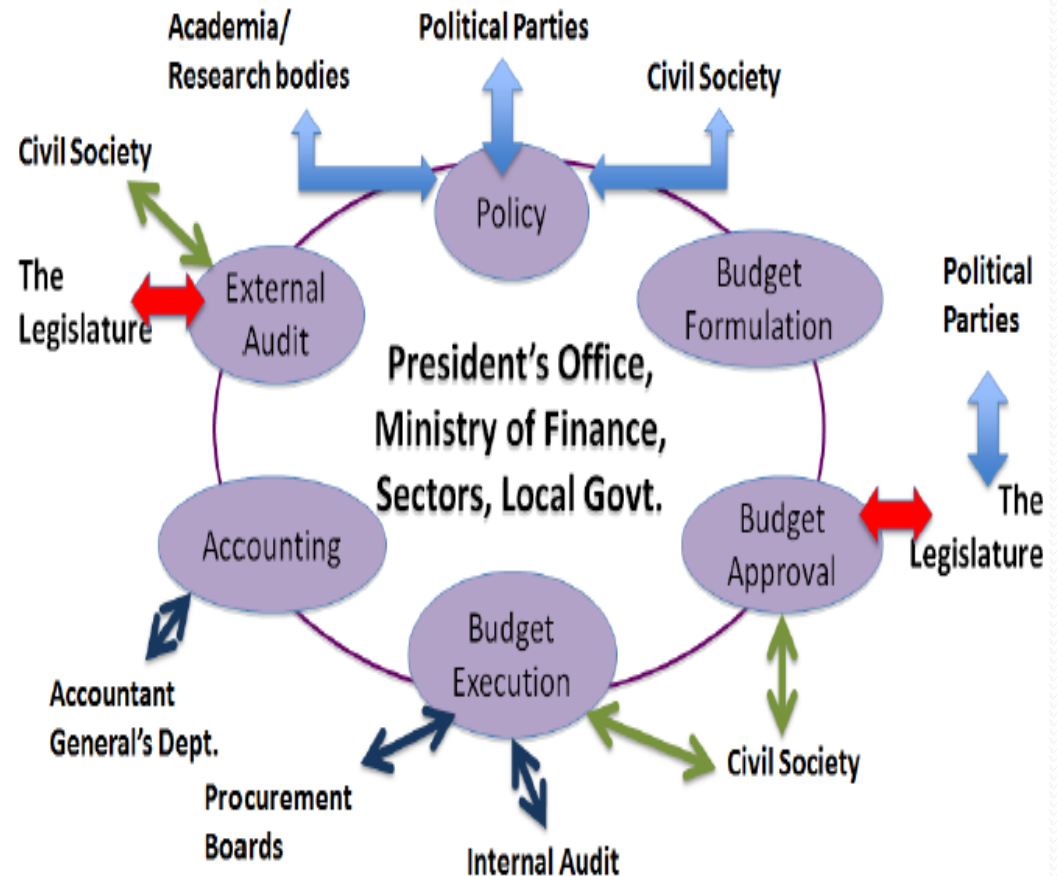 Academia/
Research bodies
Political Parties
Civil Society
Civil Society
Policy
The
Legislature
External
Audit
Budget
Formulation
Political
Parties
President's Office,
Ministry of Finance,
Sectors, Local Govt.
Accounting
Budget
Approval
The
Legislature
Budget
Execution
Accountant
General's Dept.
Procurement
Boards
Internal Audit
Civil Society